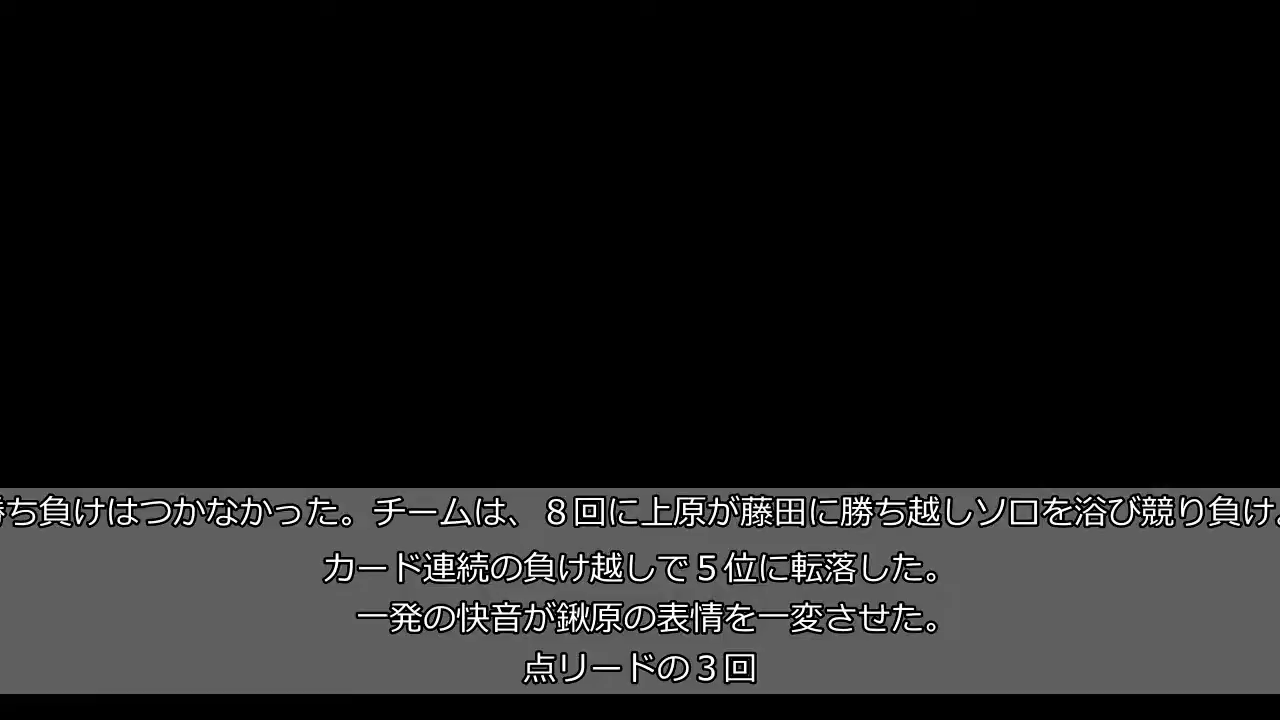 ち負けはつかなかった。チームは、８回に上原が藤田に勝ち越しソロを浴び競り負け
カード連続の負け越しで５位に転落した。
一発の快音が鍬原の表情を一変させた。
点リードの３回